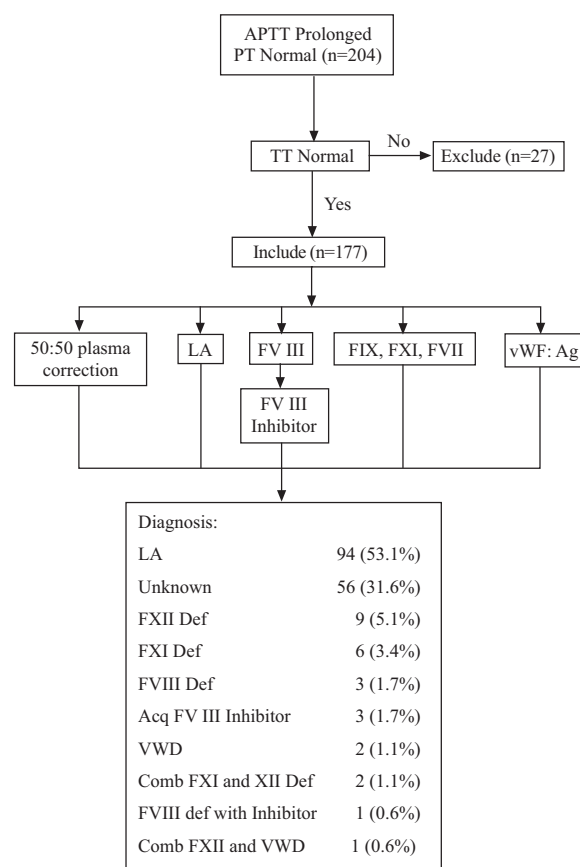 APTT Prolonged
PT Normal (n=204)
No
TT Normal
Exclude (n=27)
Yes
Include (n=177)
50:50 plasma
correction
LA
FV III
FIX, FXI, FVII
vWF: Ag
FV III
Inhibitor
Diagnosis:
LA 94 (53.1%)
Unknown 56 (31.6%)
FXII Def 9 (5.1%)
FXI Def 6 (3.4%)
FVIII Def 3 (1.7%)
Acq FV III Inhibitor 3 (1.7%)
VWD 2 (1.1%)
Comb FXI and XII Def 2 (1.1%)
FVIII def with Inhibitor 1 (0.6%)
Comb FXII and VWD 1 (0.6%)